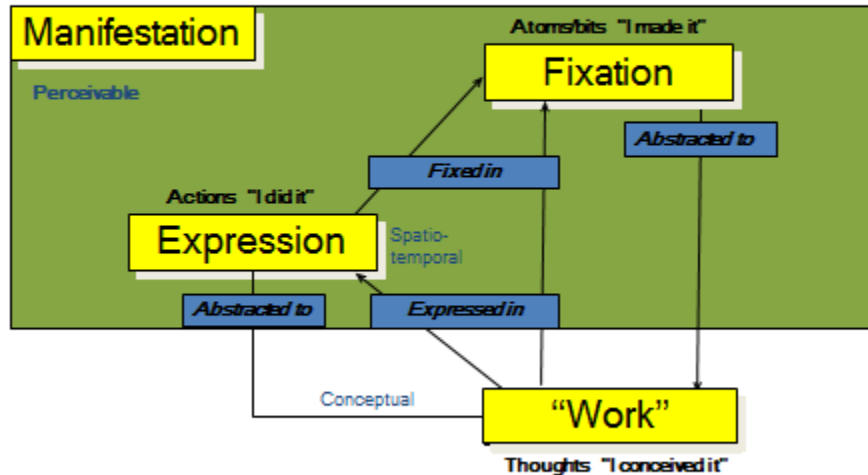 Manifestation
Atoms/bits "I made it"
Fixation
Perceivable
Abstracted to
Fixed in
Actions "I did it"
Expression
Spatio-
temporal
Abstracted to
Expressed in
Conceptual
“Work”
Thoughts "I conceived it"